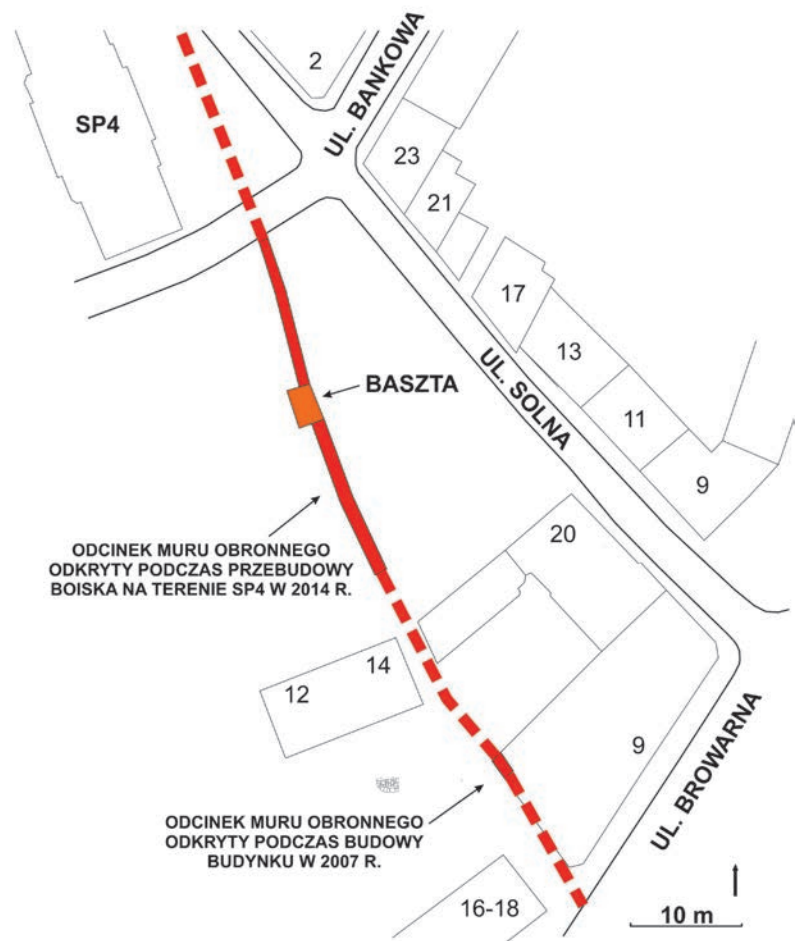 2
SP4
UL. BANKOWA
23
21
17
13
11
9
UL. SOLNA
BASZTA
ODCINEK MURU OBRONNEGO
ODKRYTY PODCZAS PRZEBUDOWY
BOISKA NA TERENIE SP4 W 2014 R.
20
14
12
9
UL. BROWARNA
ODCINEK MURU OBRONNEGO
ODKRYTY PODCZAS BUDOWY
BUDYNKU W 2007 R.
16-18
10 m